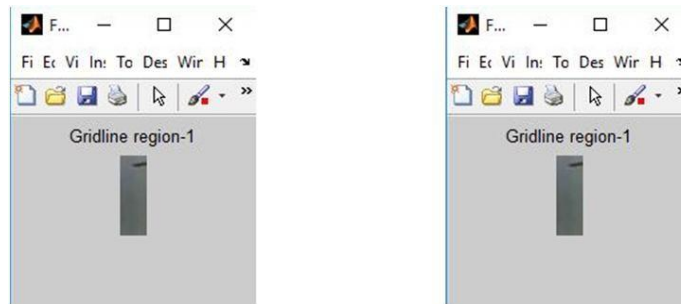 F... F...
Fi Ec Vi In: To Des Wir H Fi Ec Vi In: To Des Wir H
Gridline region-1 Gridline region-1